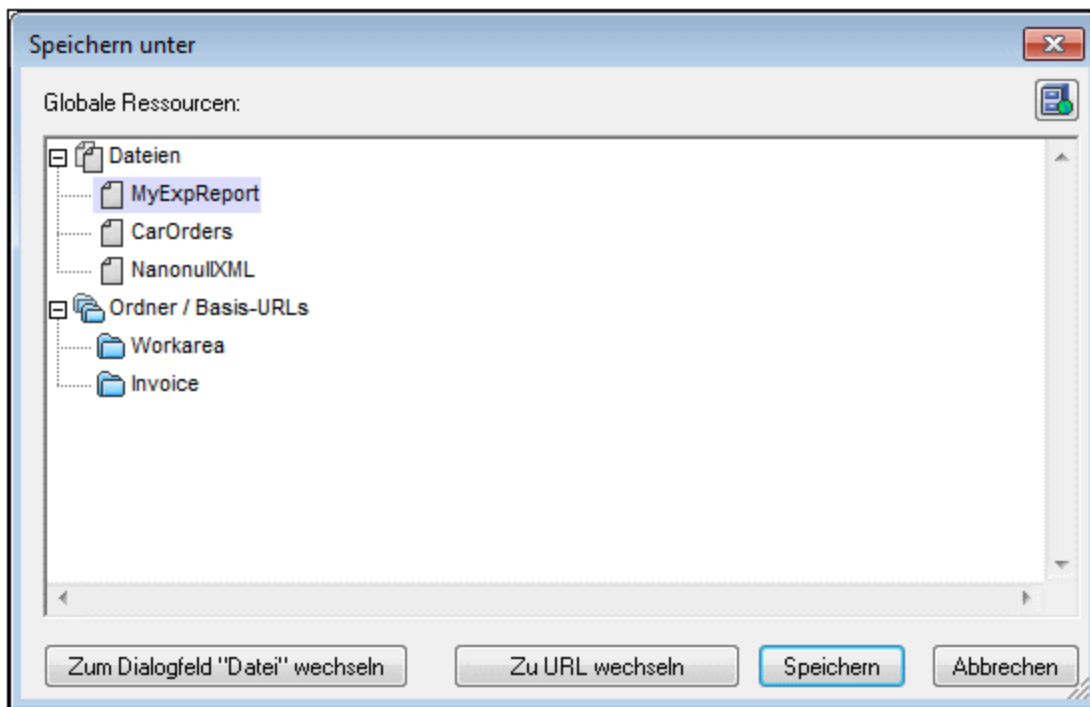 Speichern unter
Globale Ressourcen:
Dateien
MyExpReport
CarOrders
NanonullXML
Ordner / Basis-URLs
Workarea
Invoice
Zum Dialogfeld "Datei" wechseln
Zu URL wechseln
Speichern
Abbrechen